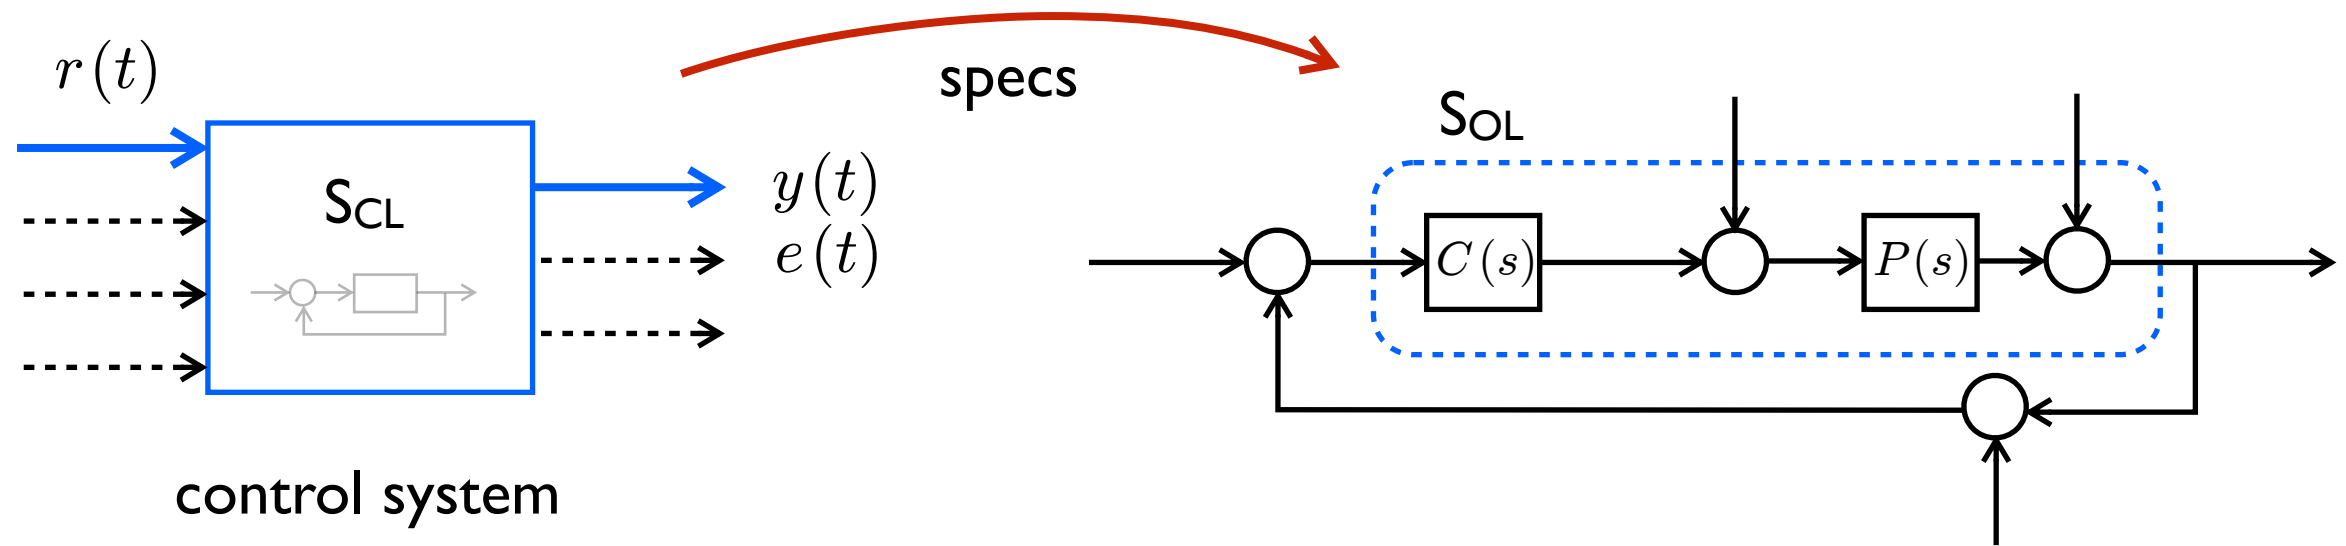 r(t)
specs
S_OL
y(t)
S_CL
e(t)
C(s)
P(s)
control system